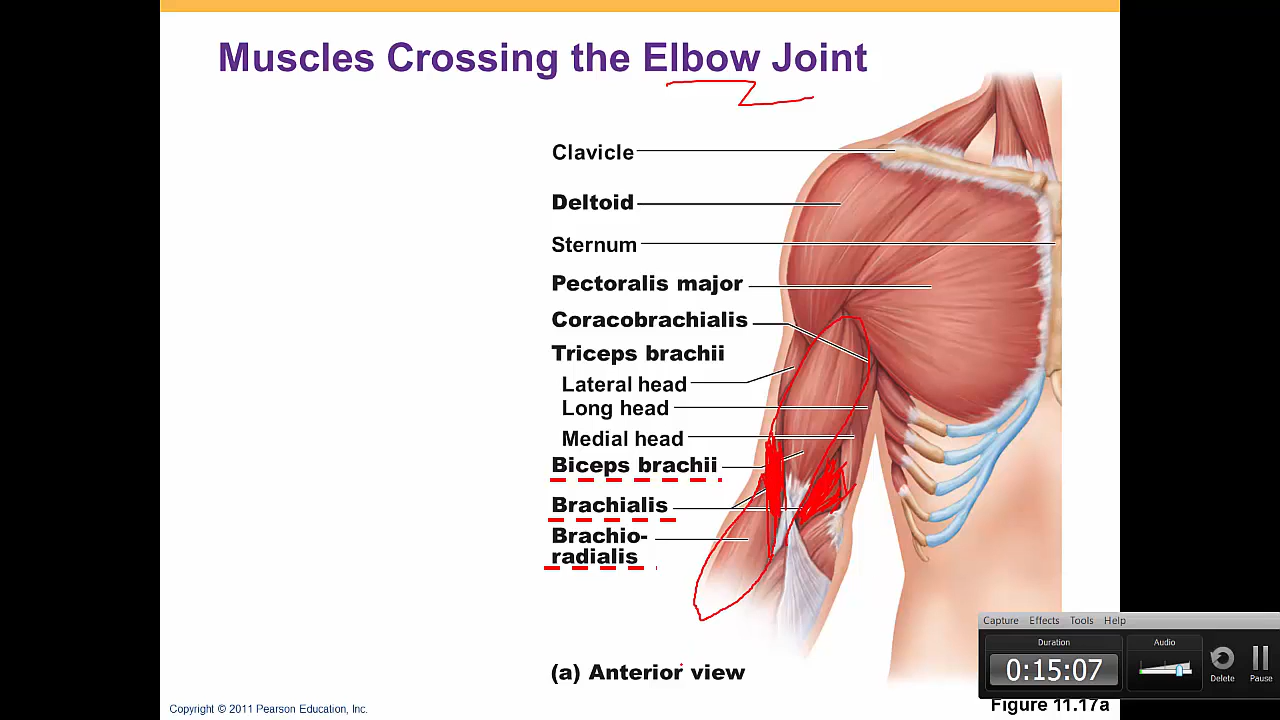 Muscles Crossing the Elbow Joint
Clavicle
Deltoid
Sternum
Pectoralis major
Coracobrachialis
Triceps brachii
Lateral head
Long head
Medial head
Biceps brachii
Brachialis
Brachio-
radialis
(a) Anterior view
Capture Effects Tools Help
Duration
Audio
0:15:07
Delete
Pause
Figure 11.17a
Copyright © 2011 Pearson Education, Inc.